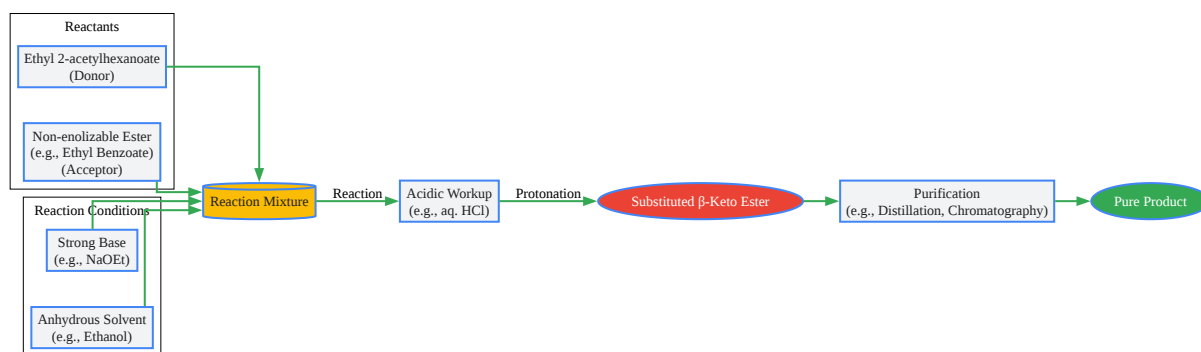 Reactants
Ethyl 2-acetylhexanoate
(Donor)
Non-enolizable Ester
(e.g., Ethyl Benzoate)
(Acceptor)
Reaction Conditions
Strong Base
(e.g., NaOEt)
Anhydrous Solvent
(e.g., Ethanol)
Reaction Mixture
Reaction
Acidic Workup
(e.g., aq. HCl)
Protonation
Substituted β-Keto Ester
Purification
(e.g., Distillation, Chromatography)
Pure Product